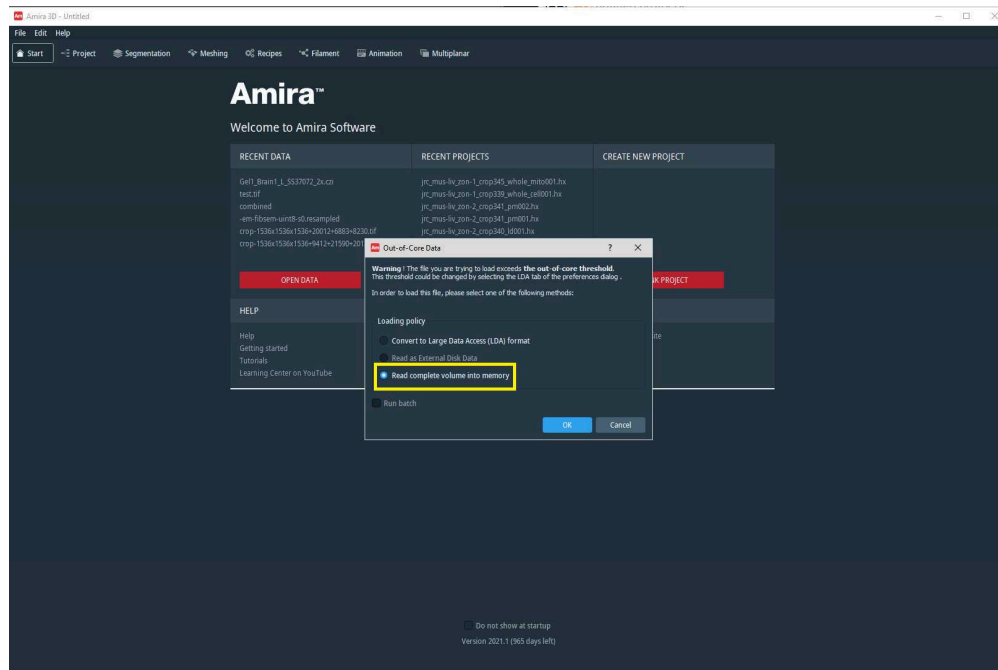 Am Amira 3D - Untitled
File Edit Help
Start Project Segmentation Meshing Recipes Filament Animation Multiplanar
Amira™
Welcome to Amira Software
RECENT DATA RECENT PROJECTS CREATE NEW PROJECT
Gel1_Brain1_L_SS37072_2x.czi jrc_mus-liv_zon-1_crop345_whole_mito001.hx
test.tif jrc_mus-liv_zon-1_crop339_whole_cell001.hx
combined jrc_mus-liv_zon-2_crop341_pm002.hx
-em-fibsem-uint8-s0.resampled jrc_mus-liv_zon-2_crop341_pm001.hx
crop-1536x1536x1536+20012+6883+8230.tif jrc_mus-liv_zon-2_crop340_ld001.hx
crop-1536x1536x1536+9412+21590+201
Am Out-of-Core Data ?
Warning ! The file you are trying to load exceeds the out-of-core threshold.
This threshold could be changed by selecting the LDA tab of the preferences dialog .
In order to load this file, please select one of the following methods:
Loading policy
Convert to Large Data Access (LDA) format
Read as External Disk Data
Read complete volume into memory
Run batch
OK Cancel
OPEN DATA PROJECT
HELP
Help
Getting started
Tutorials
Learning Center on YouTube
Do not show at startup
Version 2021.1 (965 days left)